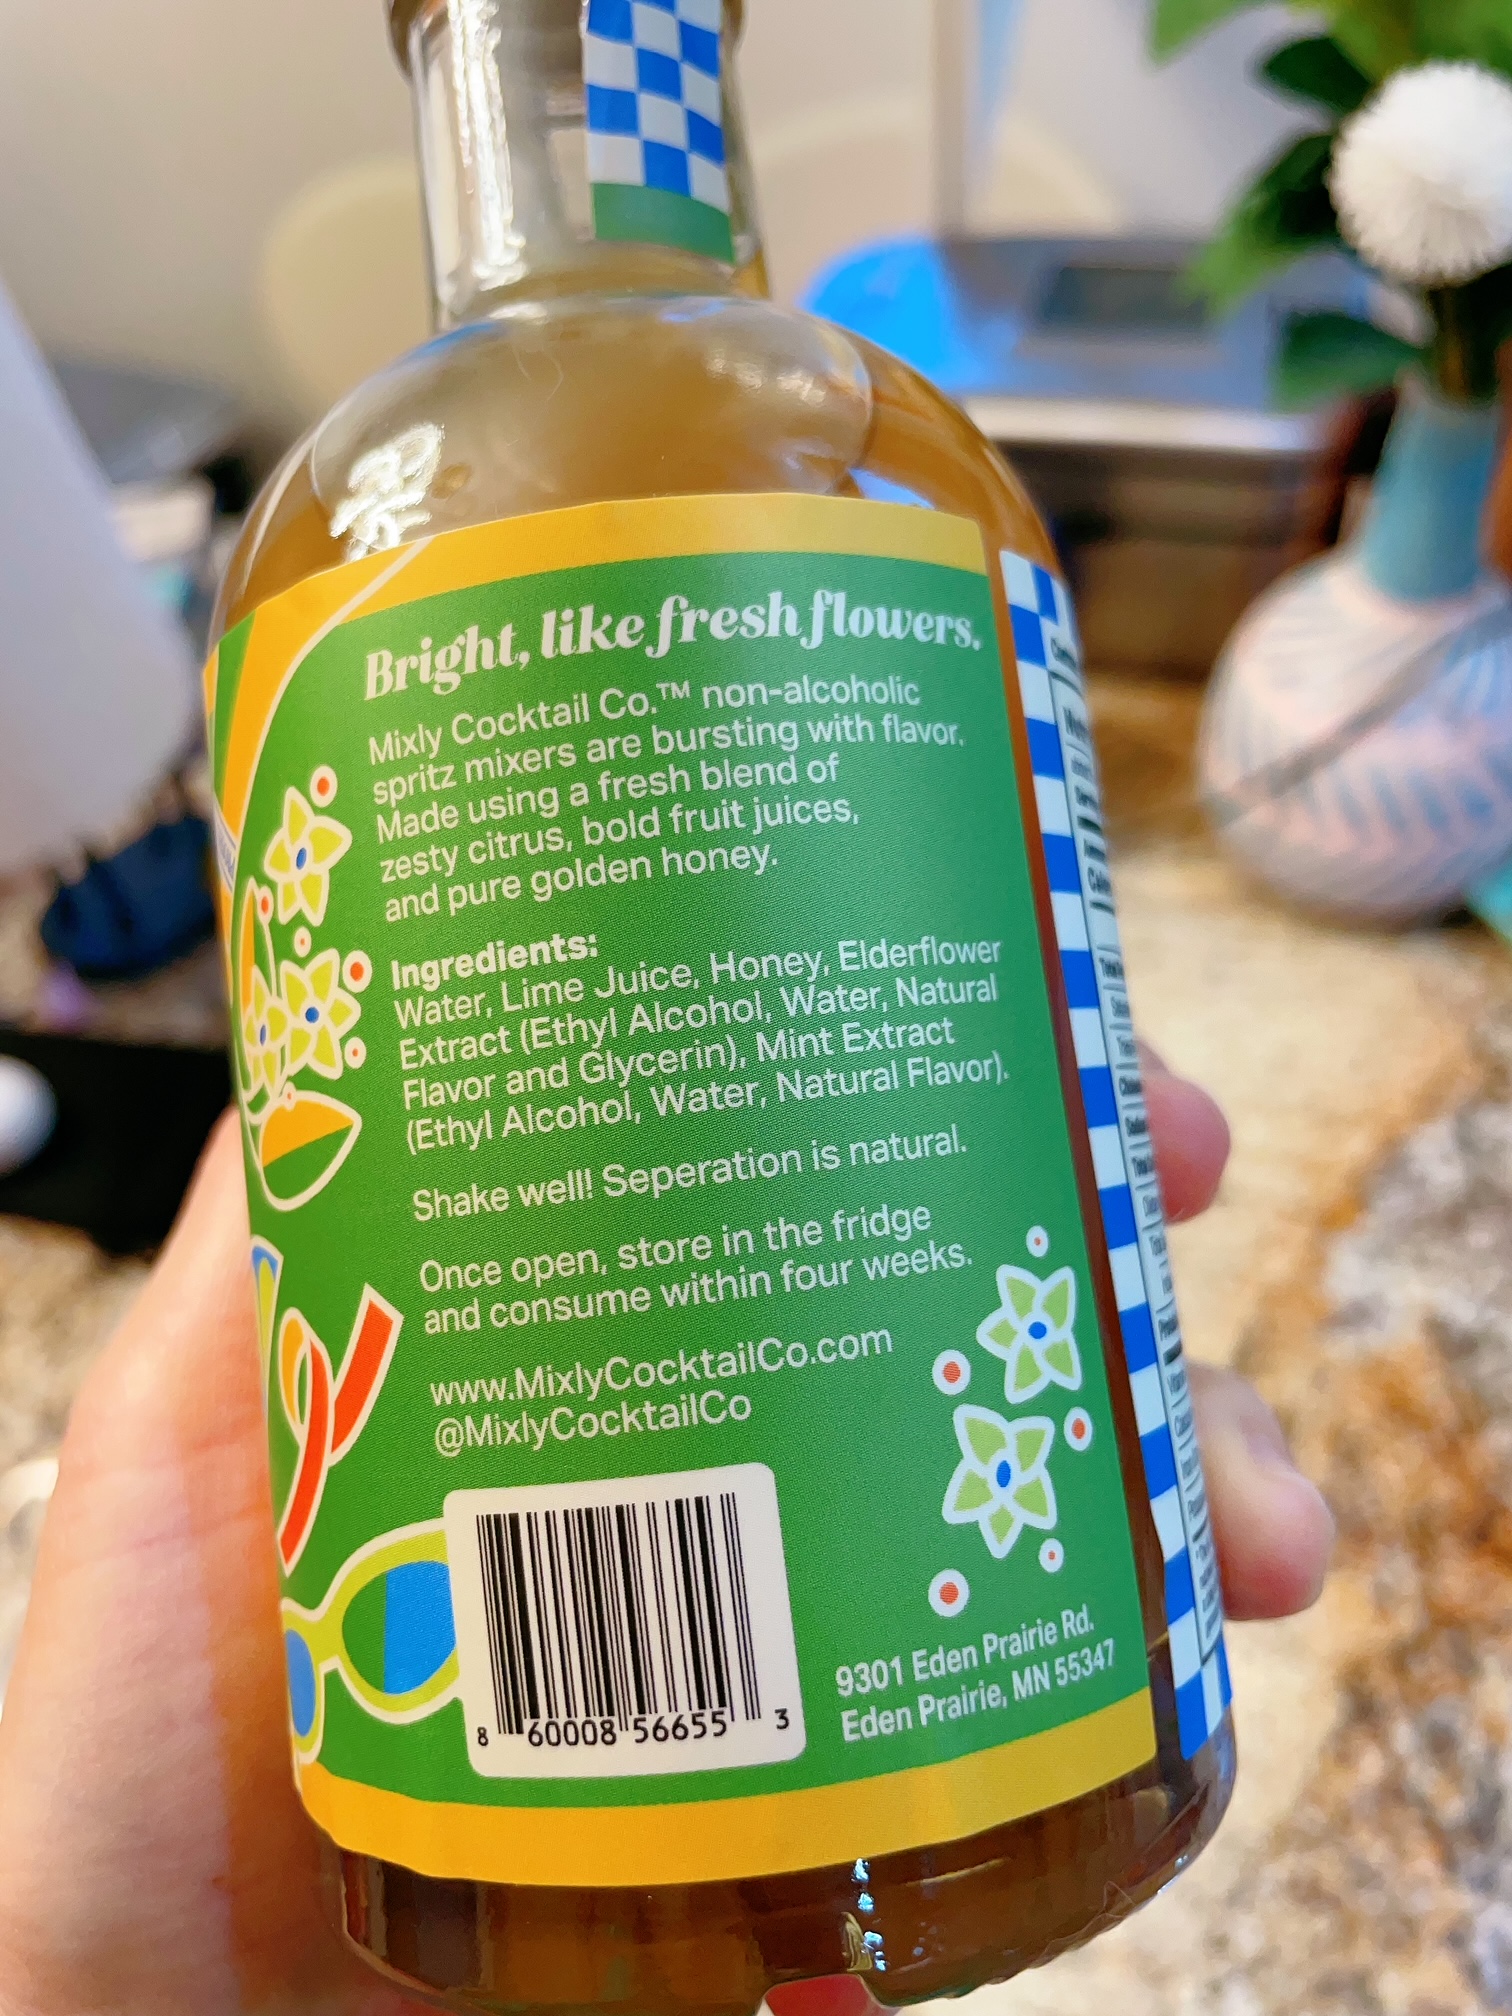 Bright, like fresh flowers.
Mixly Cocktail Co.™ non-alcoholic
spritz mixers are bursting with flavor.
Made using a fresh blend of
zesty citrus, bold fruit juices,
and pure golden honey.
Ingredients:
Water, Lime Juice, Honey, Elderflower
Extract (Ethyl Alcohol, Water, Natural
Flavor and Glycerin), Mint Extract
(Ethyl Alcohol, Water, Natural Flavor).
Shake well! Seperation is natural.
Once open, store in the fridge
and consume within four weeks.
www.MixlyCocktailCo.com
@MixlyCocktailCo
8 60008 56655 3
9301 Eden Prairie Rd.
Eden Prairie, MN 55347